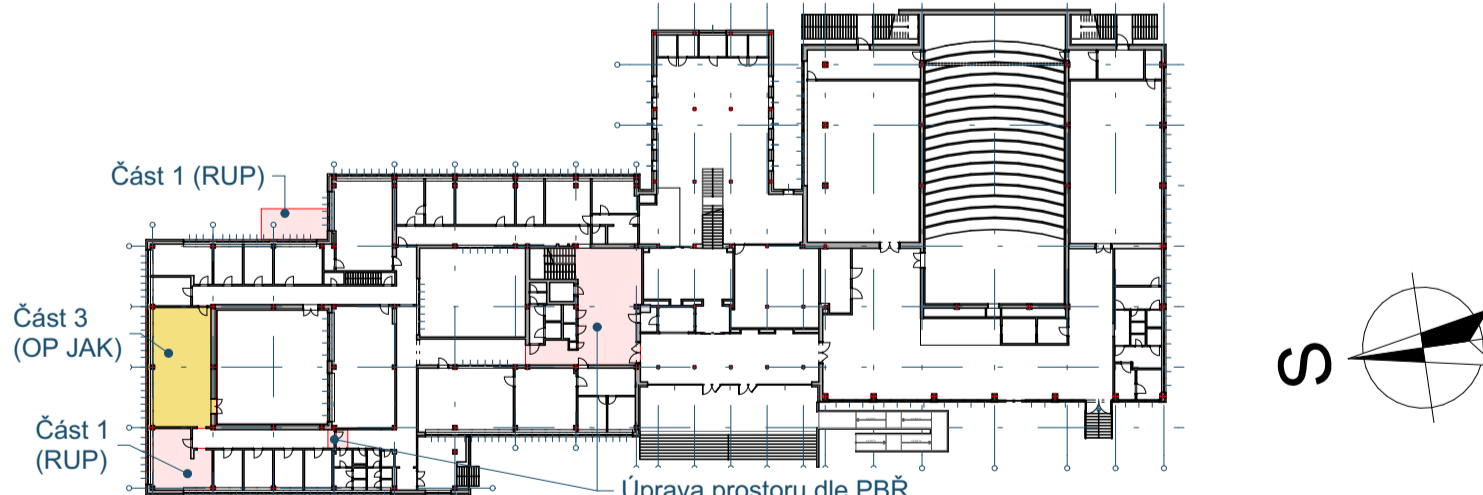 Část 1 (RUP)
Část 3
(OP JAK)
Část 1
(RUP)
Úprava prostoru dle PBŘ
S